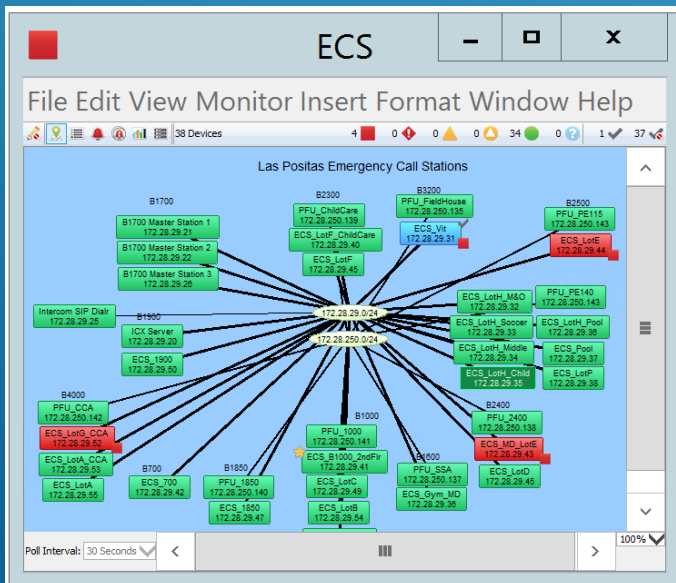 ECS
File Edit View Monitor Insert Format Window Help
38 Devices 4 0 0 0 34 0 1 37
Las Positas Emergency Call Stations
B1700
B1700 Master Station 1
172.28.29.21
B1700 Master Station 2
172.28.29.22
B1700 Master Station 3
172.28.29.26
B2300
PFU_ChildCare
172.28.250.139
ECS_LotF_ChildCare
172.28.29.40
ECS_LotF
172.28.29.45
B3200
PFU_FieldHouse
172.28.250.135
ECS_Vit
172.28.29.31
B2500
PFU_PE115
172.28.250.143
ECS_LotE
172.28.29.44
Intercom SIP Dialr
172.28.29.25
B1900
ICX Server
172.28.29.20
ECS_1900
172.28.29.50
172.28.29.0/24
172.28.250.0/24
ECS_LotH_M&O
172.28.29.32
ECS_LotH_Soccer
172.28.29.33
ECS_LotH_Middle
172.28.29.34
ECS_LotH_Child
172.28.29.35
PFU_PE140
172.28.250.143
ECS_LotH_Pool
172.28.29.36
ECS_Pool
172.28.29.37
ECS_LotP
172.28.29.38
B4000
PFU_CCA
172.28.250.142
ECS_LotG_CCA
172.28.29.52
ECS_LotA_CCA
172.28.29.53
ECS_LotA
172.28.29.55
B700
ECS_700
172.28.29.42
B1850
PFU_1850
172.28.250.140
ECS_1850
172.28.29.47
B1000
PFU_1000
172.28.250.141
ECS_B1000_2ndFlr
172.28.29.41
ECS_LotC
172.28.29.49
ECS_LotB
172.28.29.54
B1600
PFU_SSA
172.28.250.137
ECS_Gym_MD
172.28.29.36
B2400
PFU_2400
172.28.250.138
ECS_MD_LotE
172.28.29.43
ECS_LotD
172.28.29.45
100%
Poll Interval: 30 Seconds